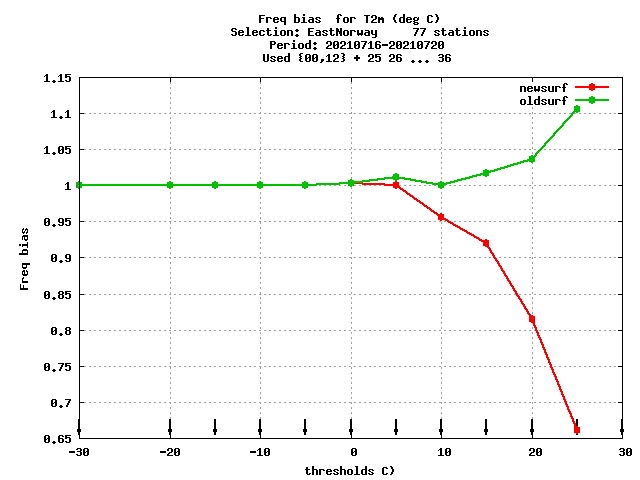 Freq bias  for T2m (deg C)
Selection: EastNorway     77 stations
Period: 20210716-20210720
Used {00,12} + 25 26 ... 36
newsurf
oldsurf
1.15
1.1
1.05
1
0.95
0.9
0.85
0.8
0.75
0.7
0.65
Freq bias
-30
-20
-10
0
10
20
30
thresholds C)